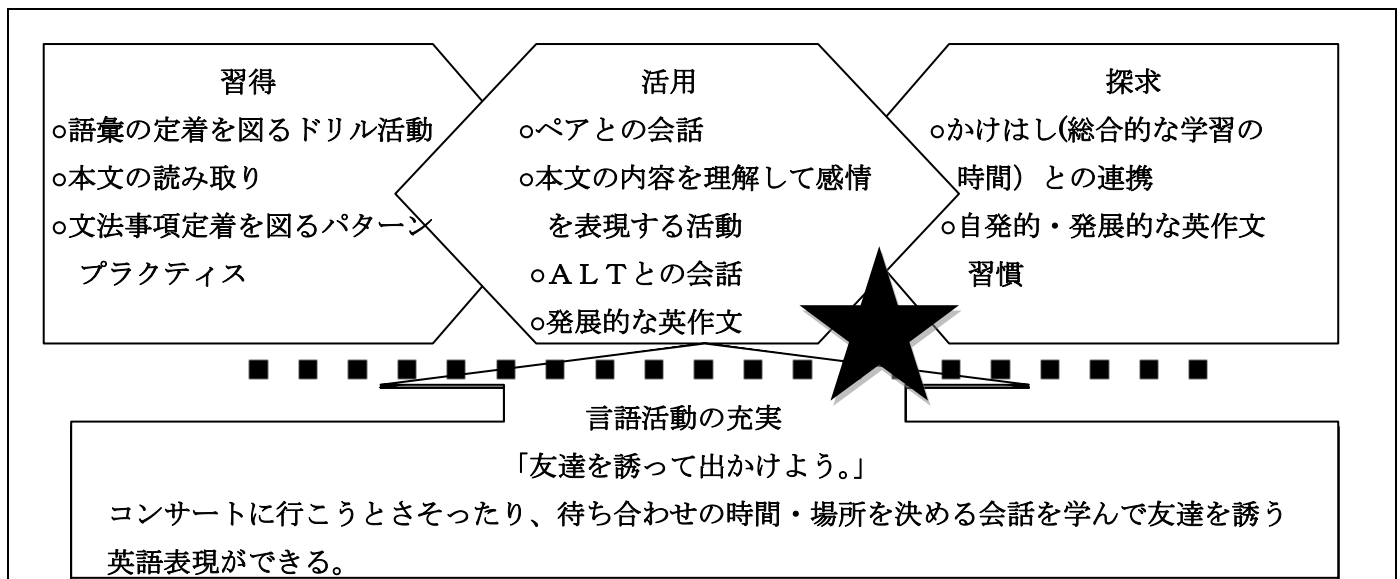 習得
○語彙の定着を図るドリル活動
○本文の読み取り
○文法事項定着を図るパターン
プラクティス
活用
○ペアとの会話
○本文の内容を理解して感情
を表現する活動
○ＡＬＴとの会話
○発展的な英作文
探求
○かけはし(総合的な学習の
時間）との連携
○自発的・発展的な英作文
習慣
言語活動の充実
「友達を誘って出かけよう。」
コンサートに行こうとさそったり、待ち合わせの時間・場所を決める会話を学んで友達を誘う
英語表現ができる。